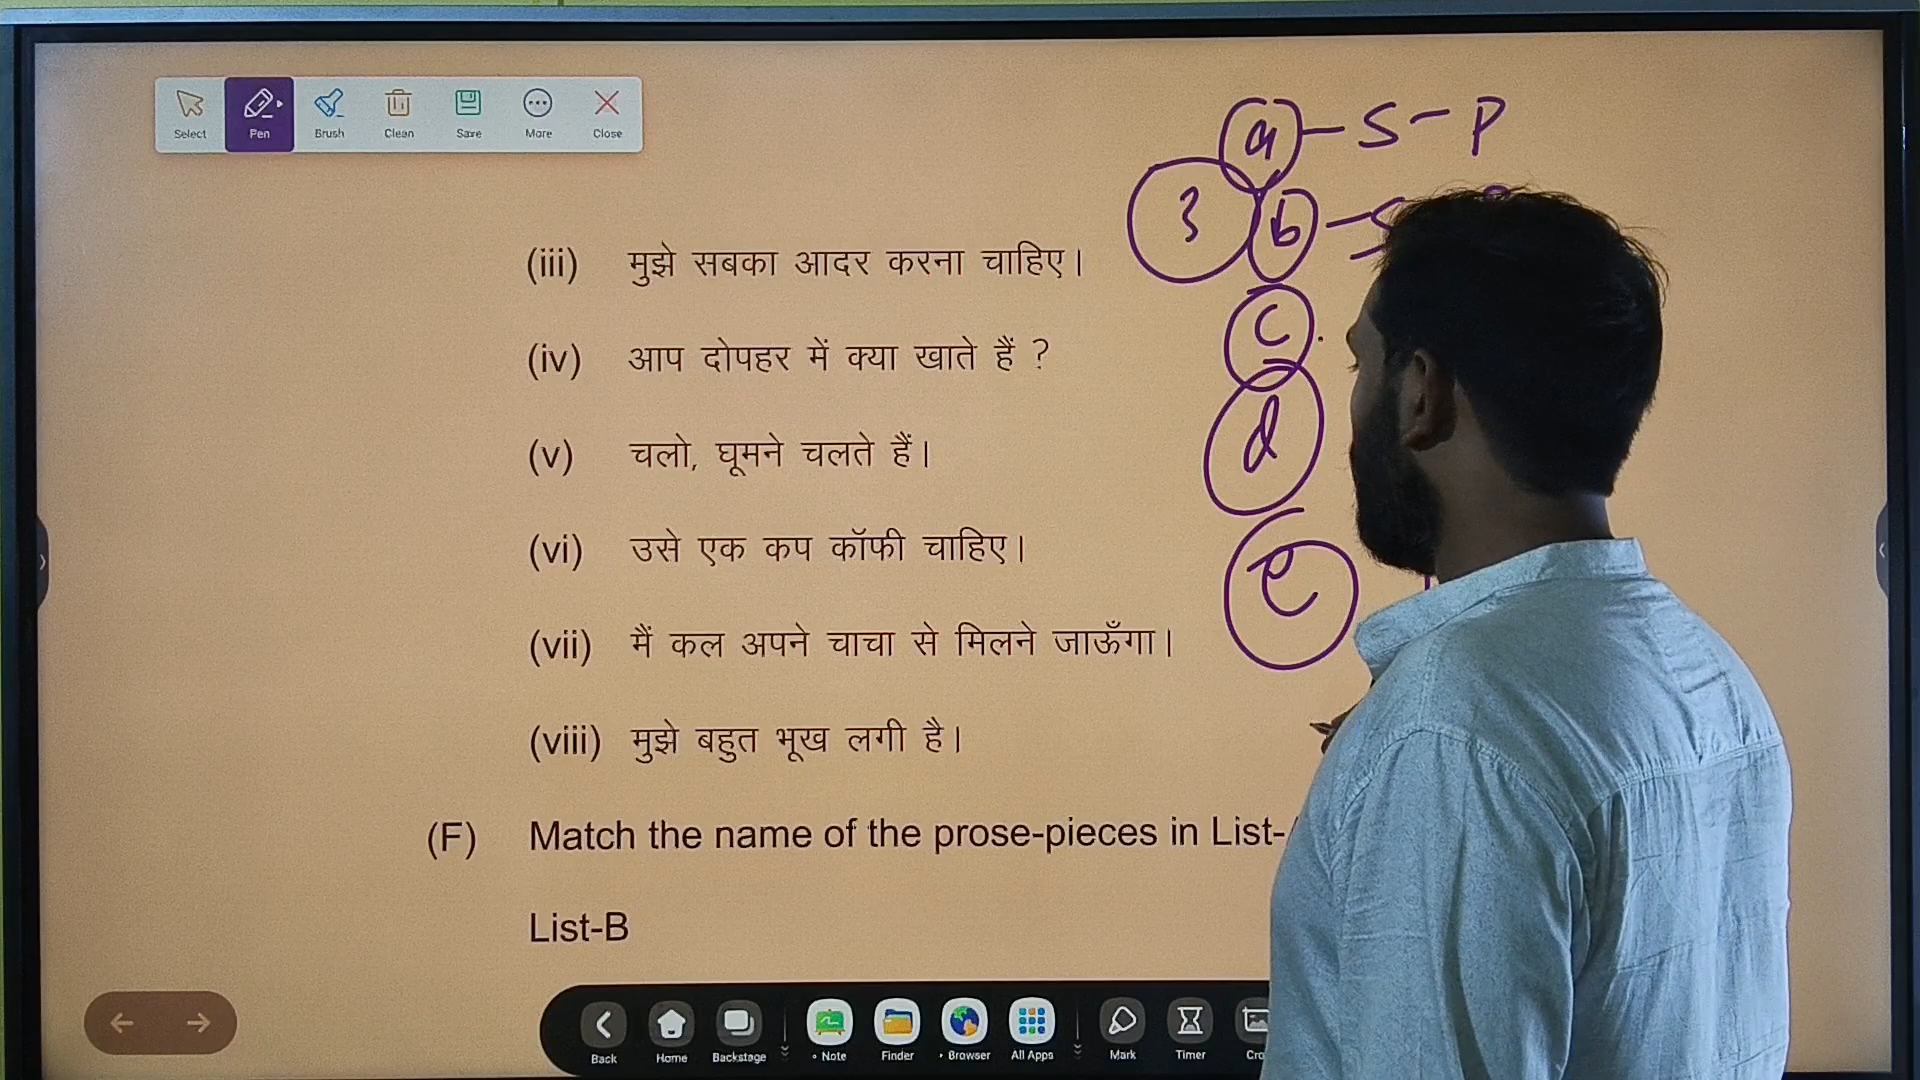 Select Pen Brush Clean Save More Close
a - S - P
3 b - S
(iii) मुझे सबका आदर करना चाहिए।
c
(iv) आप दोपहर में क्या खाते हैं ?
d
(v) चलो, घूमने चलते हैं।
(vi) उसे एक कप कॉफी चाहिए।
e
(vii) मैं कल अपने चाचा से मिलने जाऊँगा।
(viii) मुझे बहुत भूख लगी है।
(F) Match the name of the prose-pieces in List-
List-B
Back Home Backstage Note Finder Browser All Apps Mark Timer